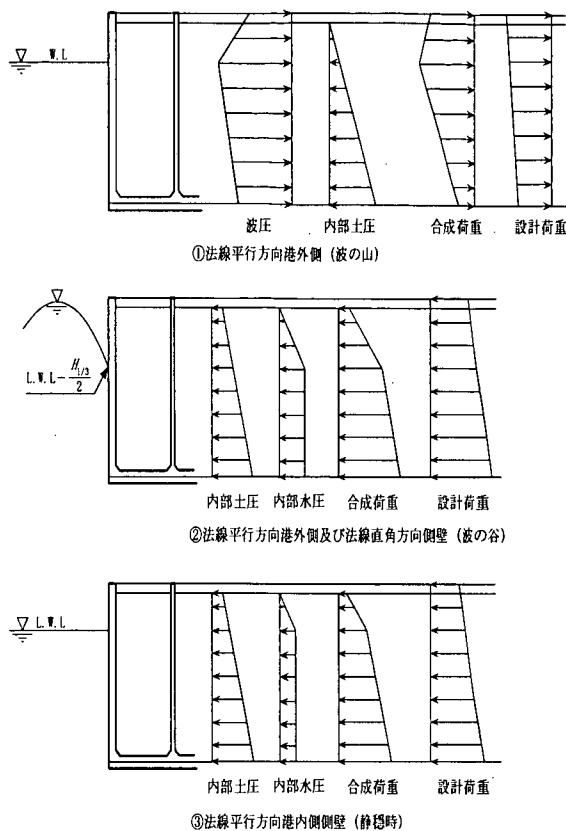 W.L
波圧 内部土圧 合成荷重 設計荷重
①法線平行方向港外側 (波の山)
L.W.L-H1/3/2
内部土圧 内部水圧 合成荷重 設計荷重
②法線平行方向港外側及び法線直角方向側壁 (波の谷)
L.W.L
内部土圧 内部水圧 合成荷重 設計荷重
③法線平行方向港内側側壁 (静穏時)